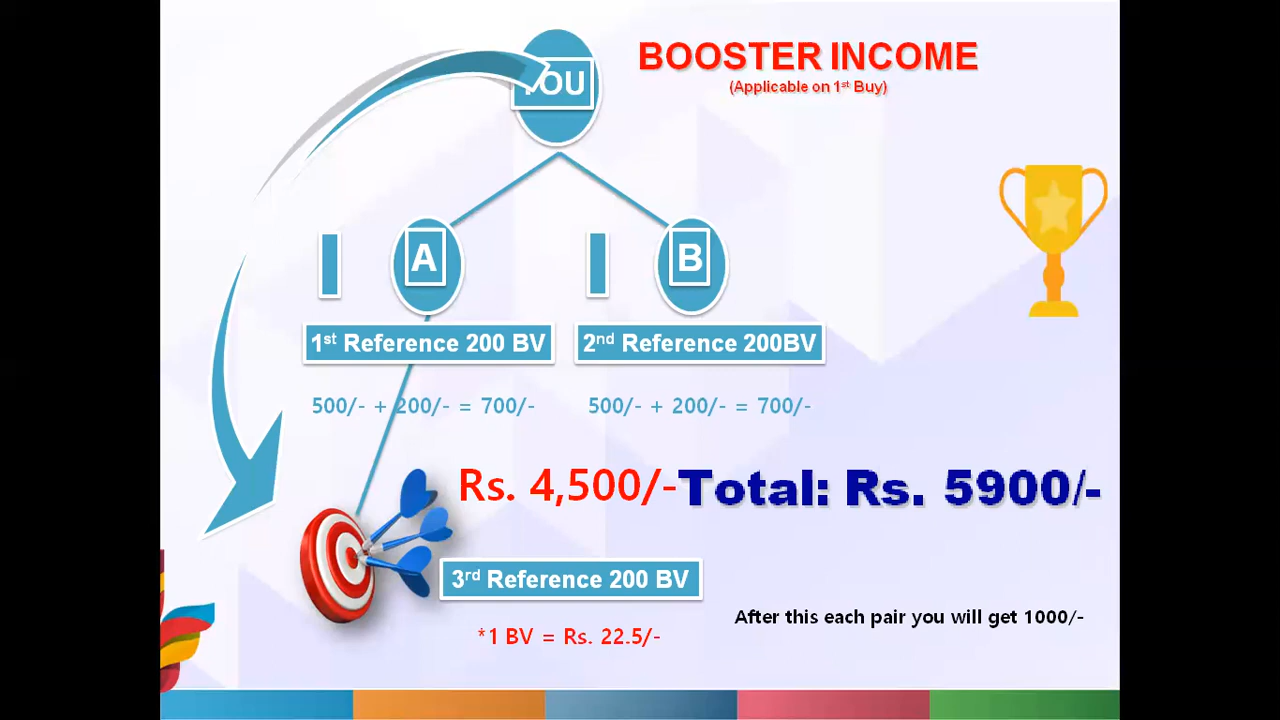 BOOSTER INCOME
(Applicable on 1st Buy)
YOU
A
B
1st Reference 200 BV
2nd Reference 200BV
500/- + 200/- = 700/-
500/- + 200/- = 700/-
Rs. 4,500/-
Total: Rs. 5900/-
3rd Reference 200 BV
After this each pair you will get 1000/-
*1 BV = Rs. 22.5/-